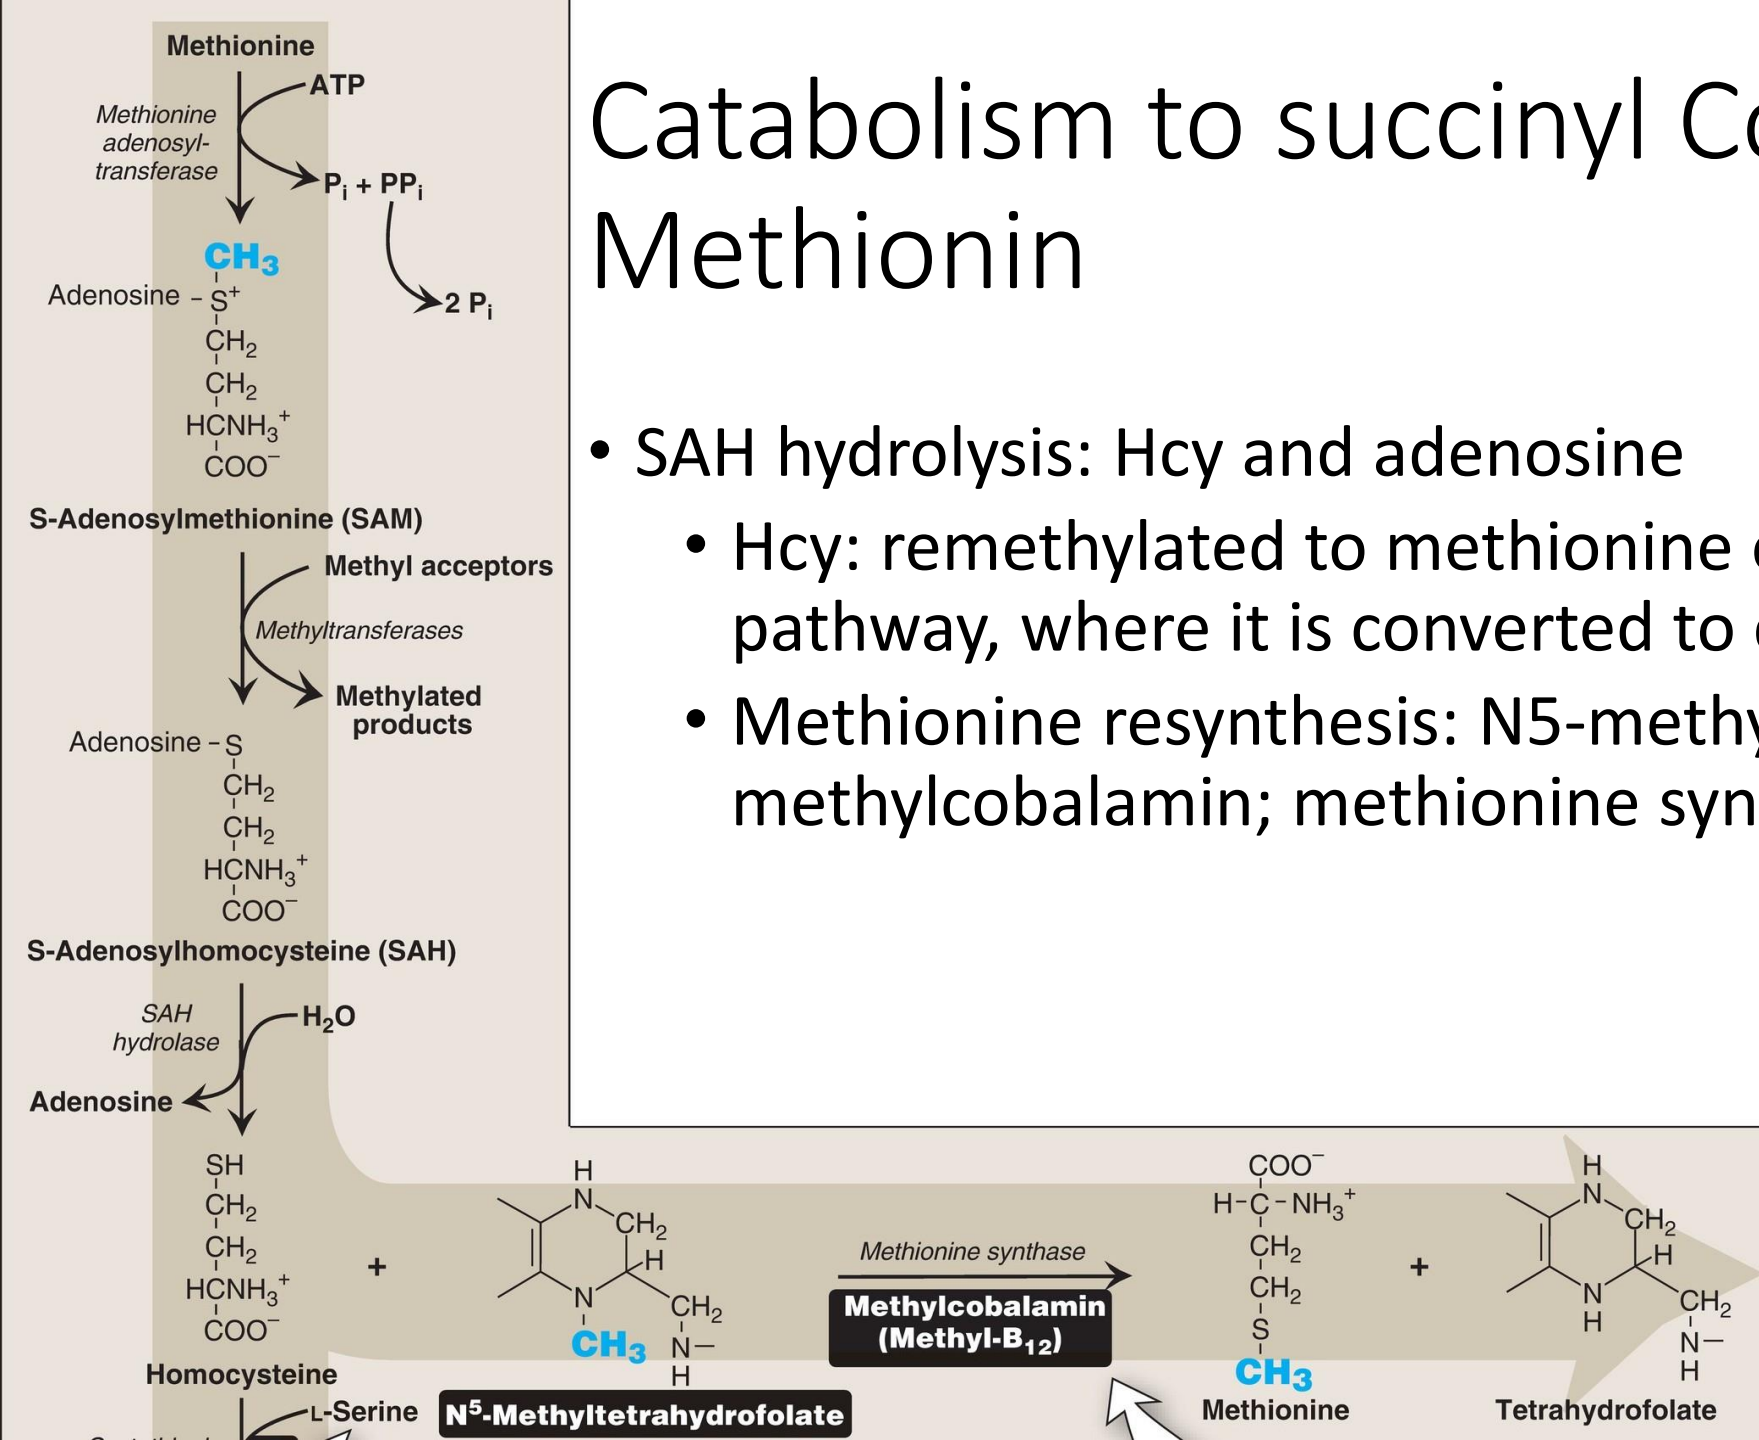 Methionine
ATP
Methionine
adenosyl-
transferase
Pi + PPi
2 Pi
CH3
Adenosine – S+
CH2
CH2
HCNH3+
COO–
S-Adenosylmethionine (SAM)
Methyl acceptors
Methyltransferases
Methylated
products
Adenosine – S
CH2
CH2
HCNH3+
COO–
S-Adenosylhomocysteine (SAH)
SAH
hydrolase
H2O
Adenosine
SH
CH2
CH2
HCNH3+
COO–
Homocysteine
L-Serine
Catabolism to succinyl
Methionin
• SAH hydrolysis: Hcy and adenosine
• Hcy: remethylated to methionine
pathway, where it is converted to
• Methionine resynthesis: N5-methy
methylcobalamin; methionine syn
+
H
N
CH2
H
N
CH2
CH3
N–
H
N5-Methyltetrahydrofolate
Methionine synthase
Methylcobalamin
(Methyl-B12)
COO–
H–C–NH3+
CH2
CH2
S
CH3
Methionine
+
H
N
CH2
H
N
H
CH2
N–
H
Tetrahydrofolate